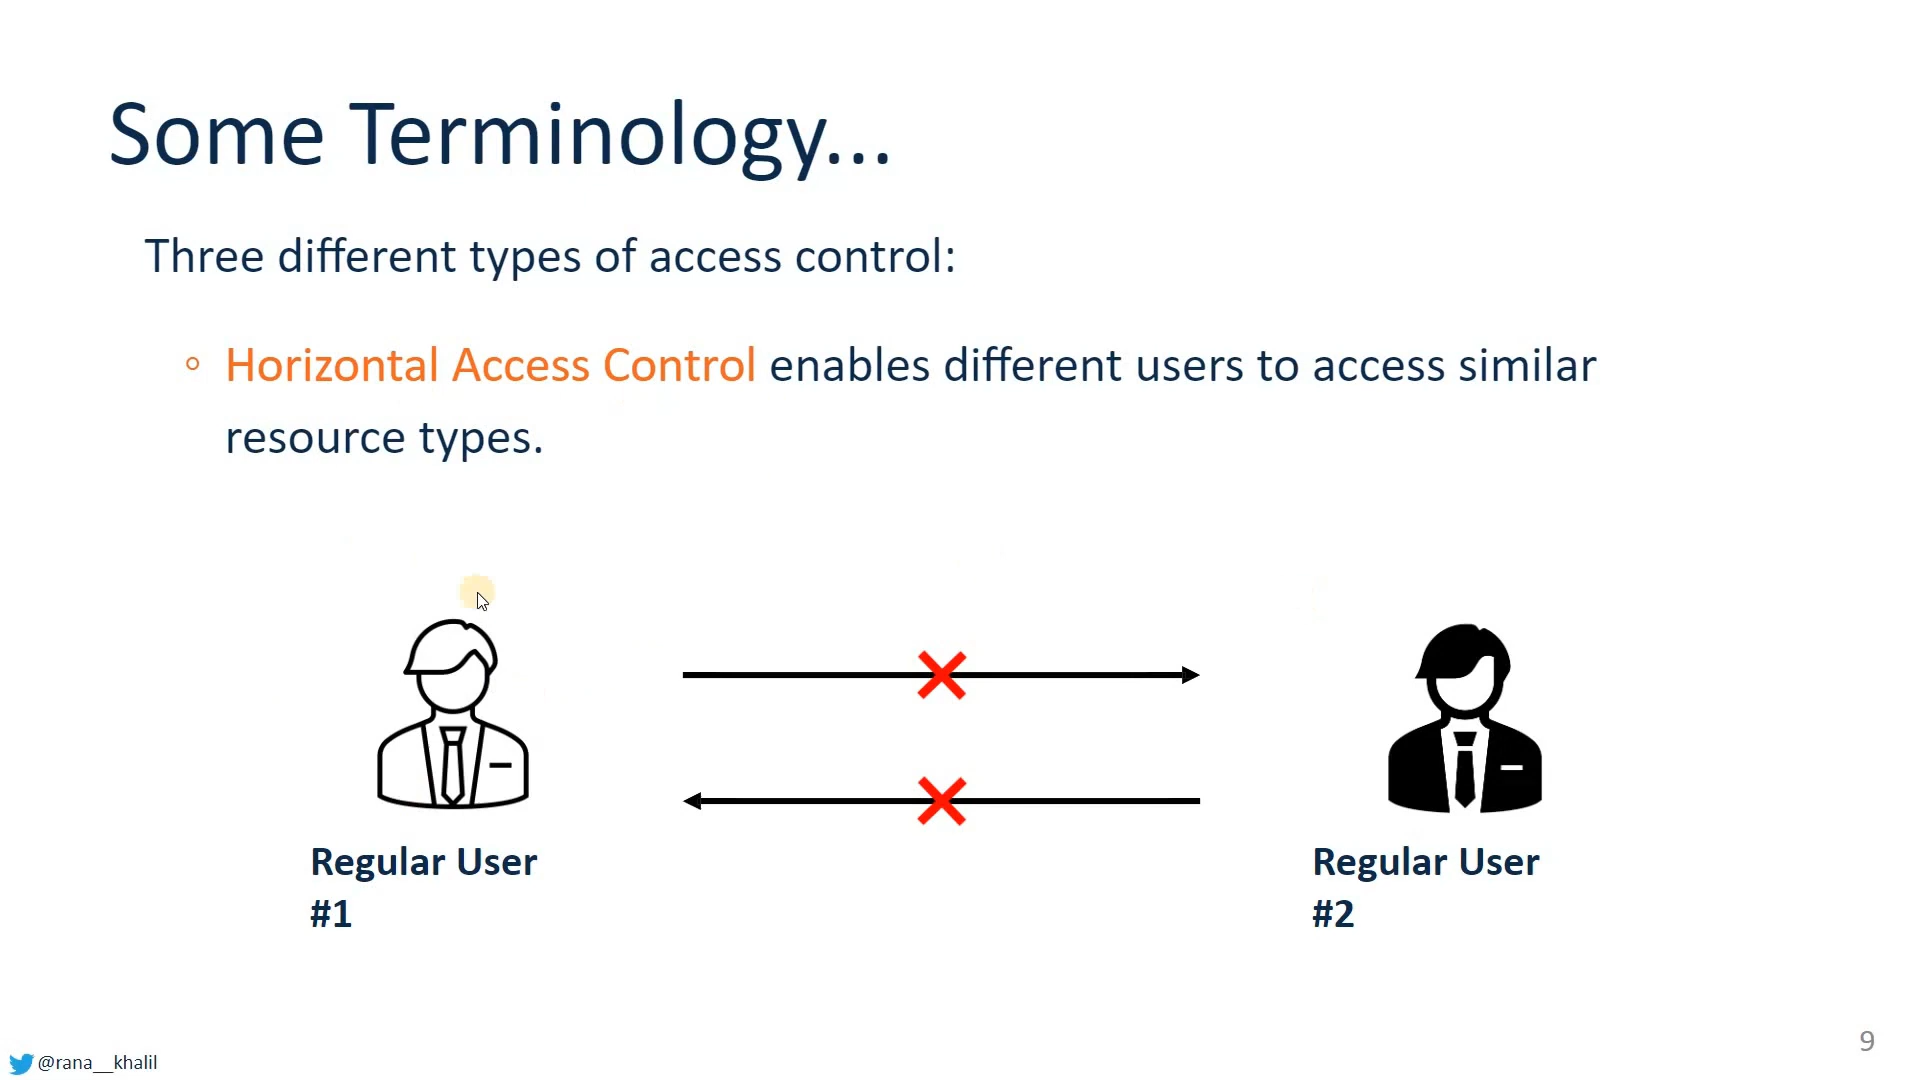 Some Terminology...
Three different types of access control:
◦ Horizontal Access Control enables different users to access similar
resource types.
Regular User
#1
Regular User
#2
9
@rana__khalil